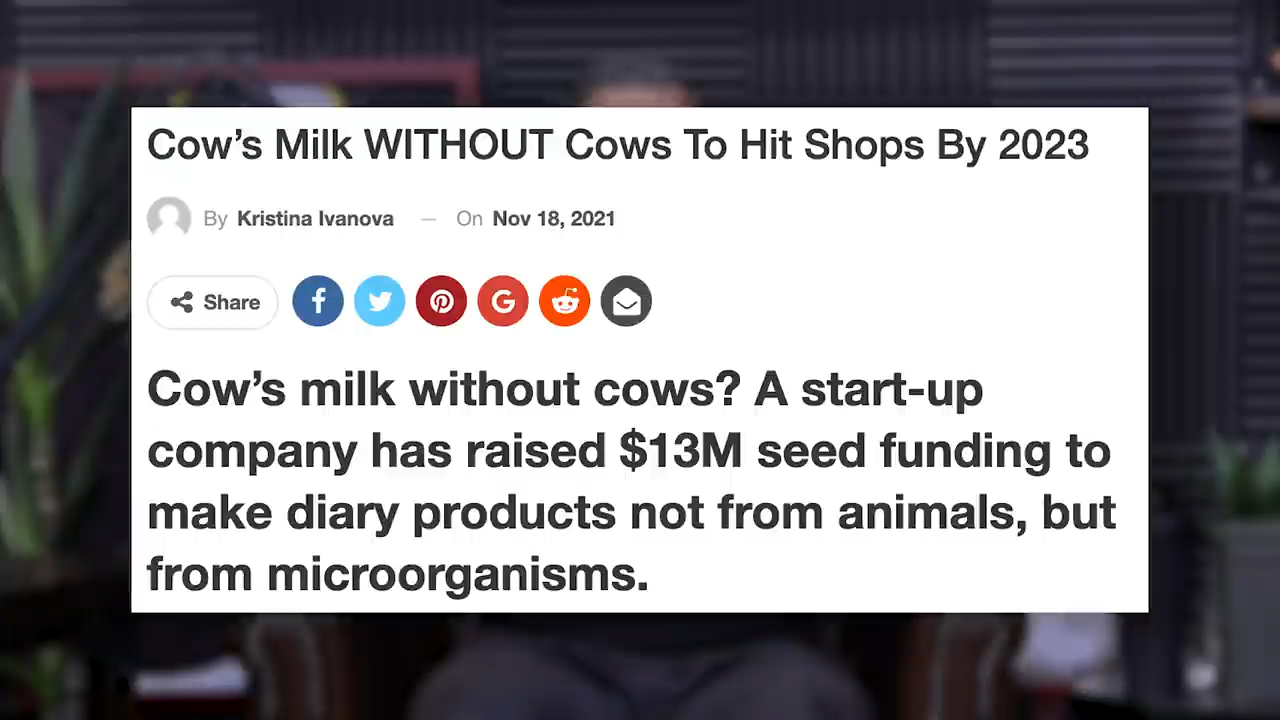 Cow's Milk WITHOUT Cows To Hit Shops By 2023
By Kristina Ivanova — On Nov 18, 2021
Share
Cow's milk without cows? A start-up
company has raised $13M seed funding to
make diary products not from animals, but
from microorganisms.